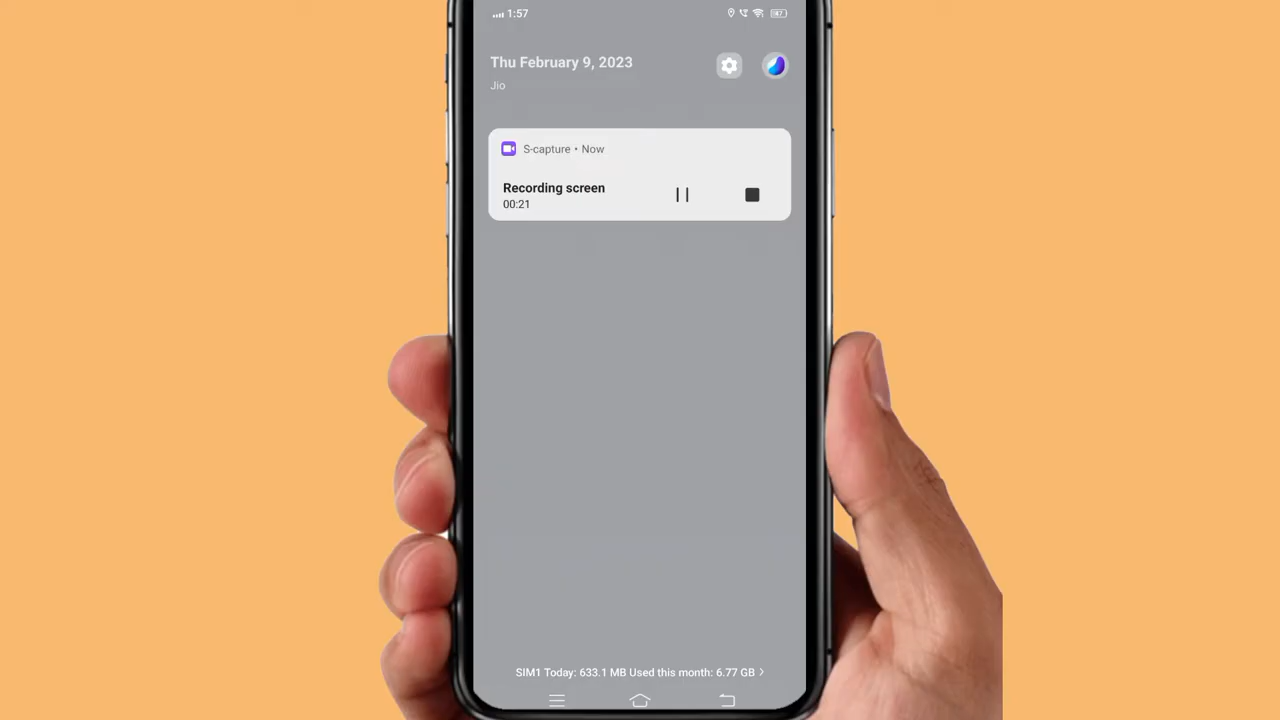 1:57
87
Thu February 9, 2023
Jio
S-capture • Now
Recording screen
00:21
SIM1 Today: 633.1 MB Used this month: 6.77 GB >